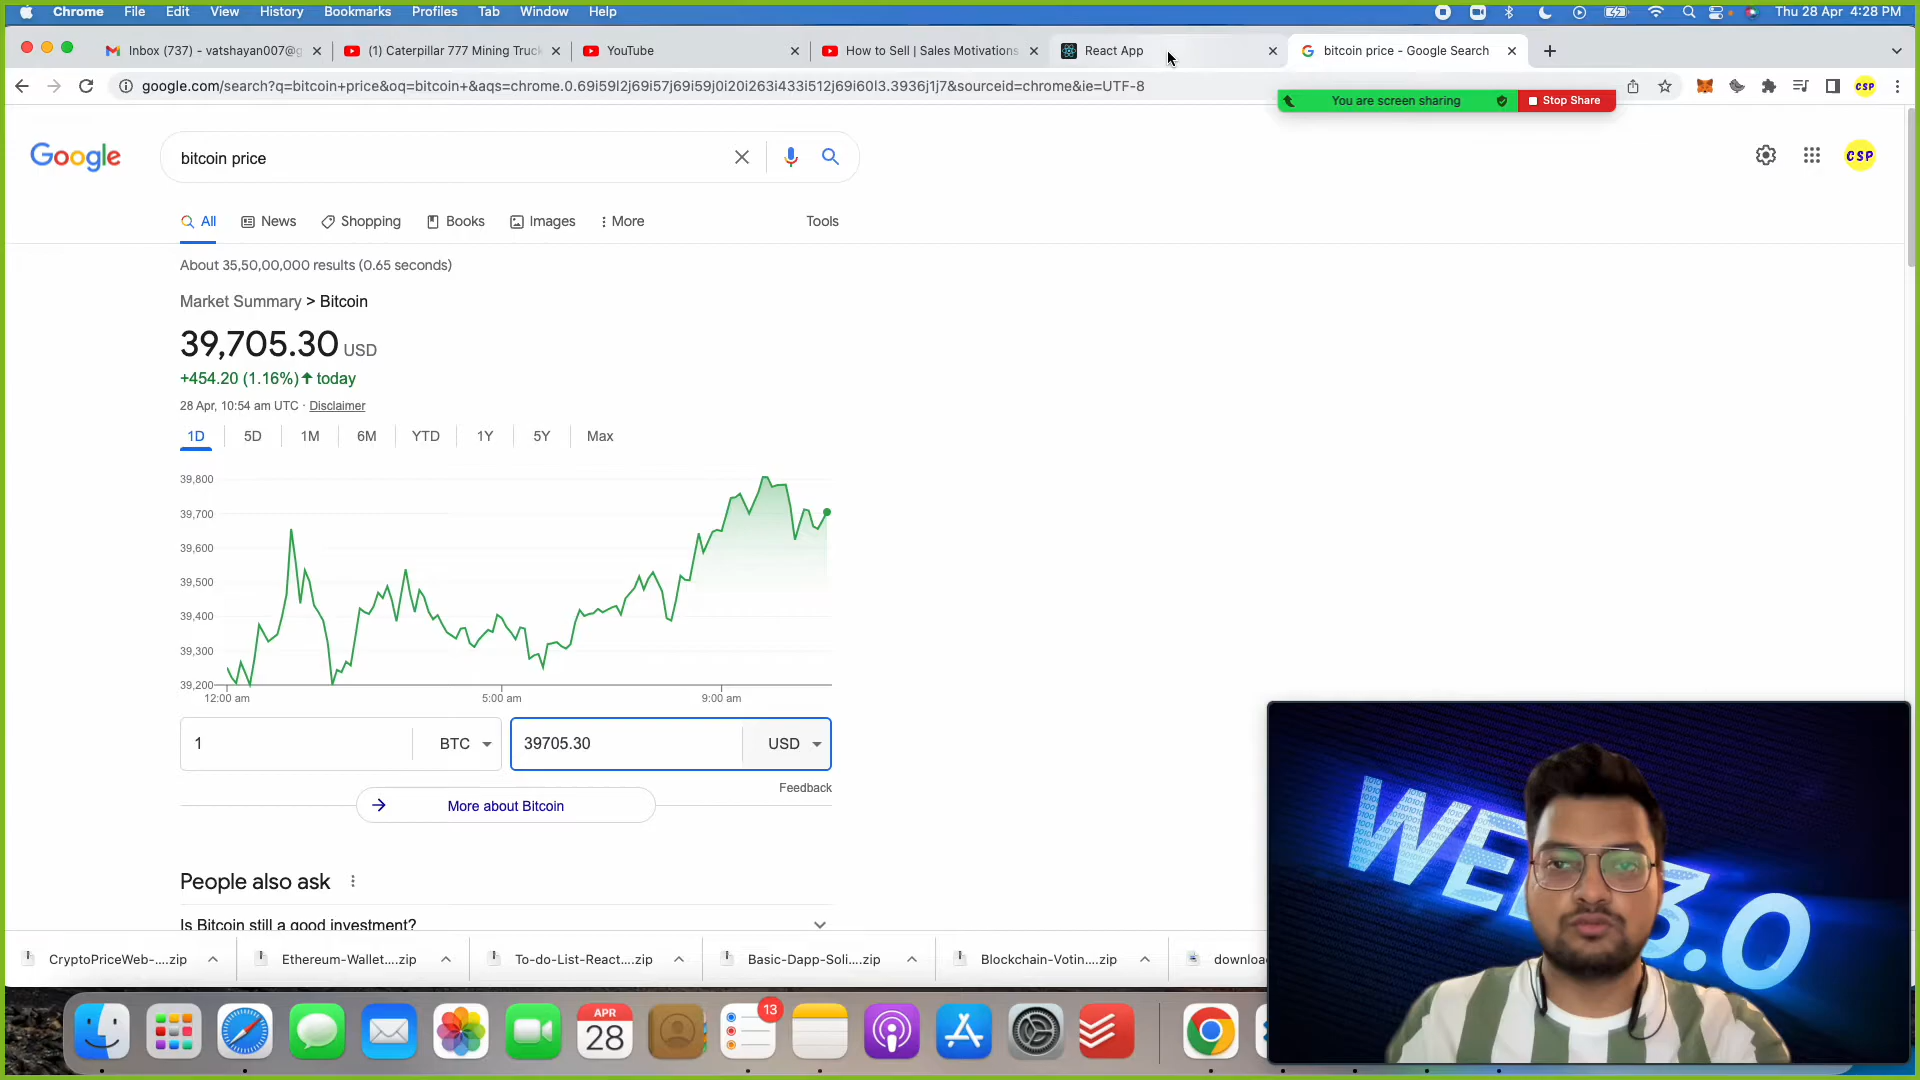 Chrome File Edit View History Bookmarks Profiles Tab Window Help Thu 28 Apr 4:28 PM
Inbox (737) - vatshayan007@g
(1) Caterpillar 777 Mining Truck
YouTube
How to Sell | Sales Motivations
React App
bitcoin price - Google Search
google.com/search?q=bitcoin+price&oq=bitcoin+&aqs=chrome.0.69i59l2j69i57j69i59j0i20i263i433i512j69i60l3.3936j1j7&sourceid=chrome&ie=UTF-8
CSP
You are screen sharing Stop Share
Google
bitcoin price
CSP
All News Shopping Books Images More Tools
About 35,50,00,000 results (0.65 seconds)
Market Summary > Bitcoin
39,705.30 USD
+454.20 (1.16%) today
28 Apr, 10:54 am UTC · Disclaimer
1D 5D 1M 6M YTD 1Y 5Y Max
39,800
39,700
39,600
39,500
39,400
39,300
39,200
12:00 am 5:00 am 9:00 am
1 BTC 39705.30 USD
Feedback
More about Bitcoin
People also ask
Is Bitcoin still a good investment?
CryptoPriceWeb-....zip
Ethereum-Wallet....zip
To-do-List-React....zip
Basic-Dapp-Soli....zip
Blockchain-Votin....zip
download
WE 3.0
APR
28
13